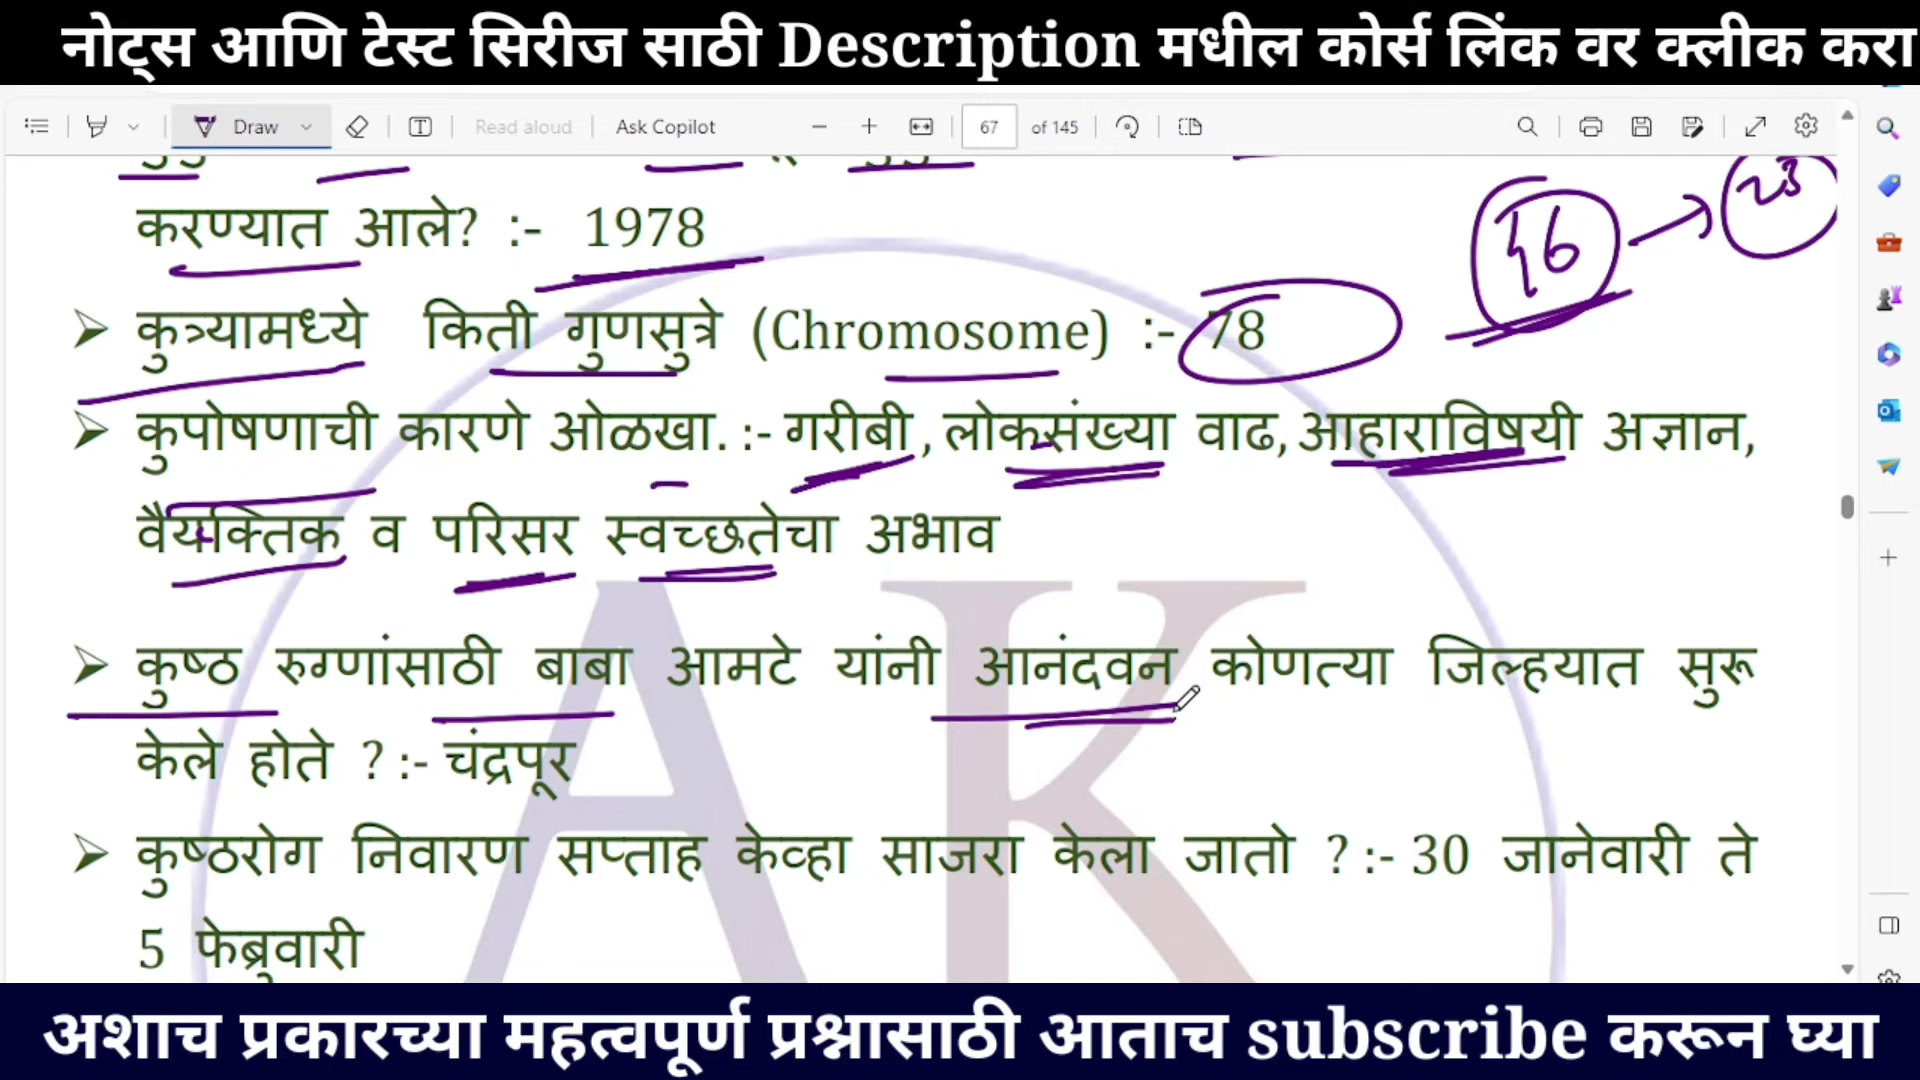 नोट्स आणि टेस्ट सिरीज साठी Description मधील कोर्स लिंक वर क्लीक करा
Draw
Read aloud
Ask Copilot
67 of 145
करण्यात आले? :- 1978
46 → 23
➤ कुत्र्यामध्ये किती गुणसुत्रे (Chromosome) :- 78
➤ कुपोषणाची कारणे ओळखा. :- गरीबी, लोकसंख्या वाढ, आहाराविषयी अज्ञान,
वैयक्तिक व परिसर स्वच्छतेचा अभाव
➤ कुष्ठ रुग्णांसाठी बाबा आमटे यांनी आनंदवन कोणत्या जिल्हयात सुरू
केले होते ? :- चंद्रपूर
➤ कुष्ठरोग निवारण सप्ताह केव्हा साजरा केला जातो ? :- 30 जानेवारी ते
5 फेब्रुवारी
AK
अशाच प्रकारच्या महत्वपूर्ण प्रश्नासाठी आताच subscribe करून घ्या